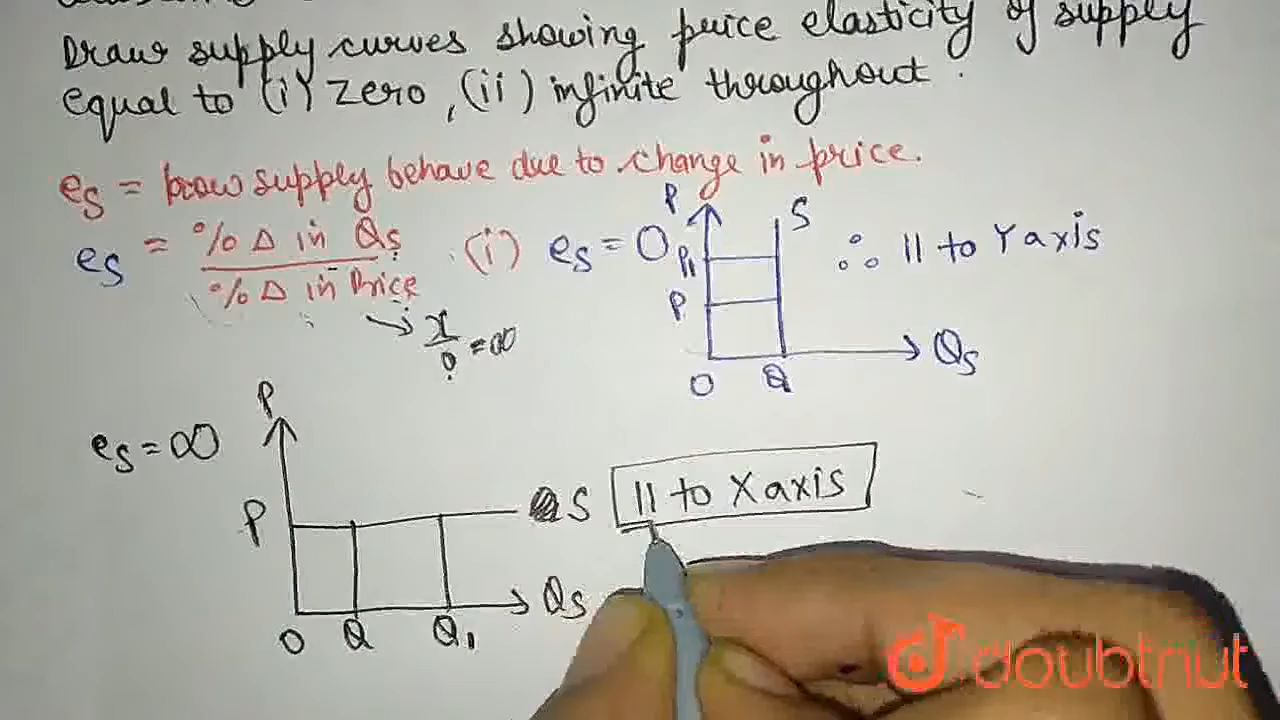 Draw supply curves showing price elasticity of supply
equal to (i) Zero, (ii) infinite throughout.
es = how supply behave due to change in price.
es = % Δ in Qs / % Δ in Price
x/0 = ∞
(i) es = 0
P
P1
P
S
O
Q
Qs
∴ || to Y axis
es = ∞
P
P
S
O
Q
Q1
Qs
|| to X axis
doubtnut